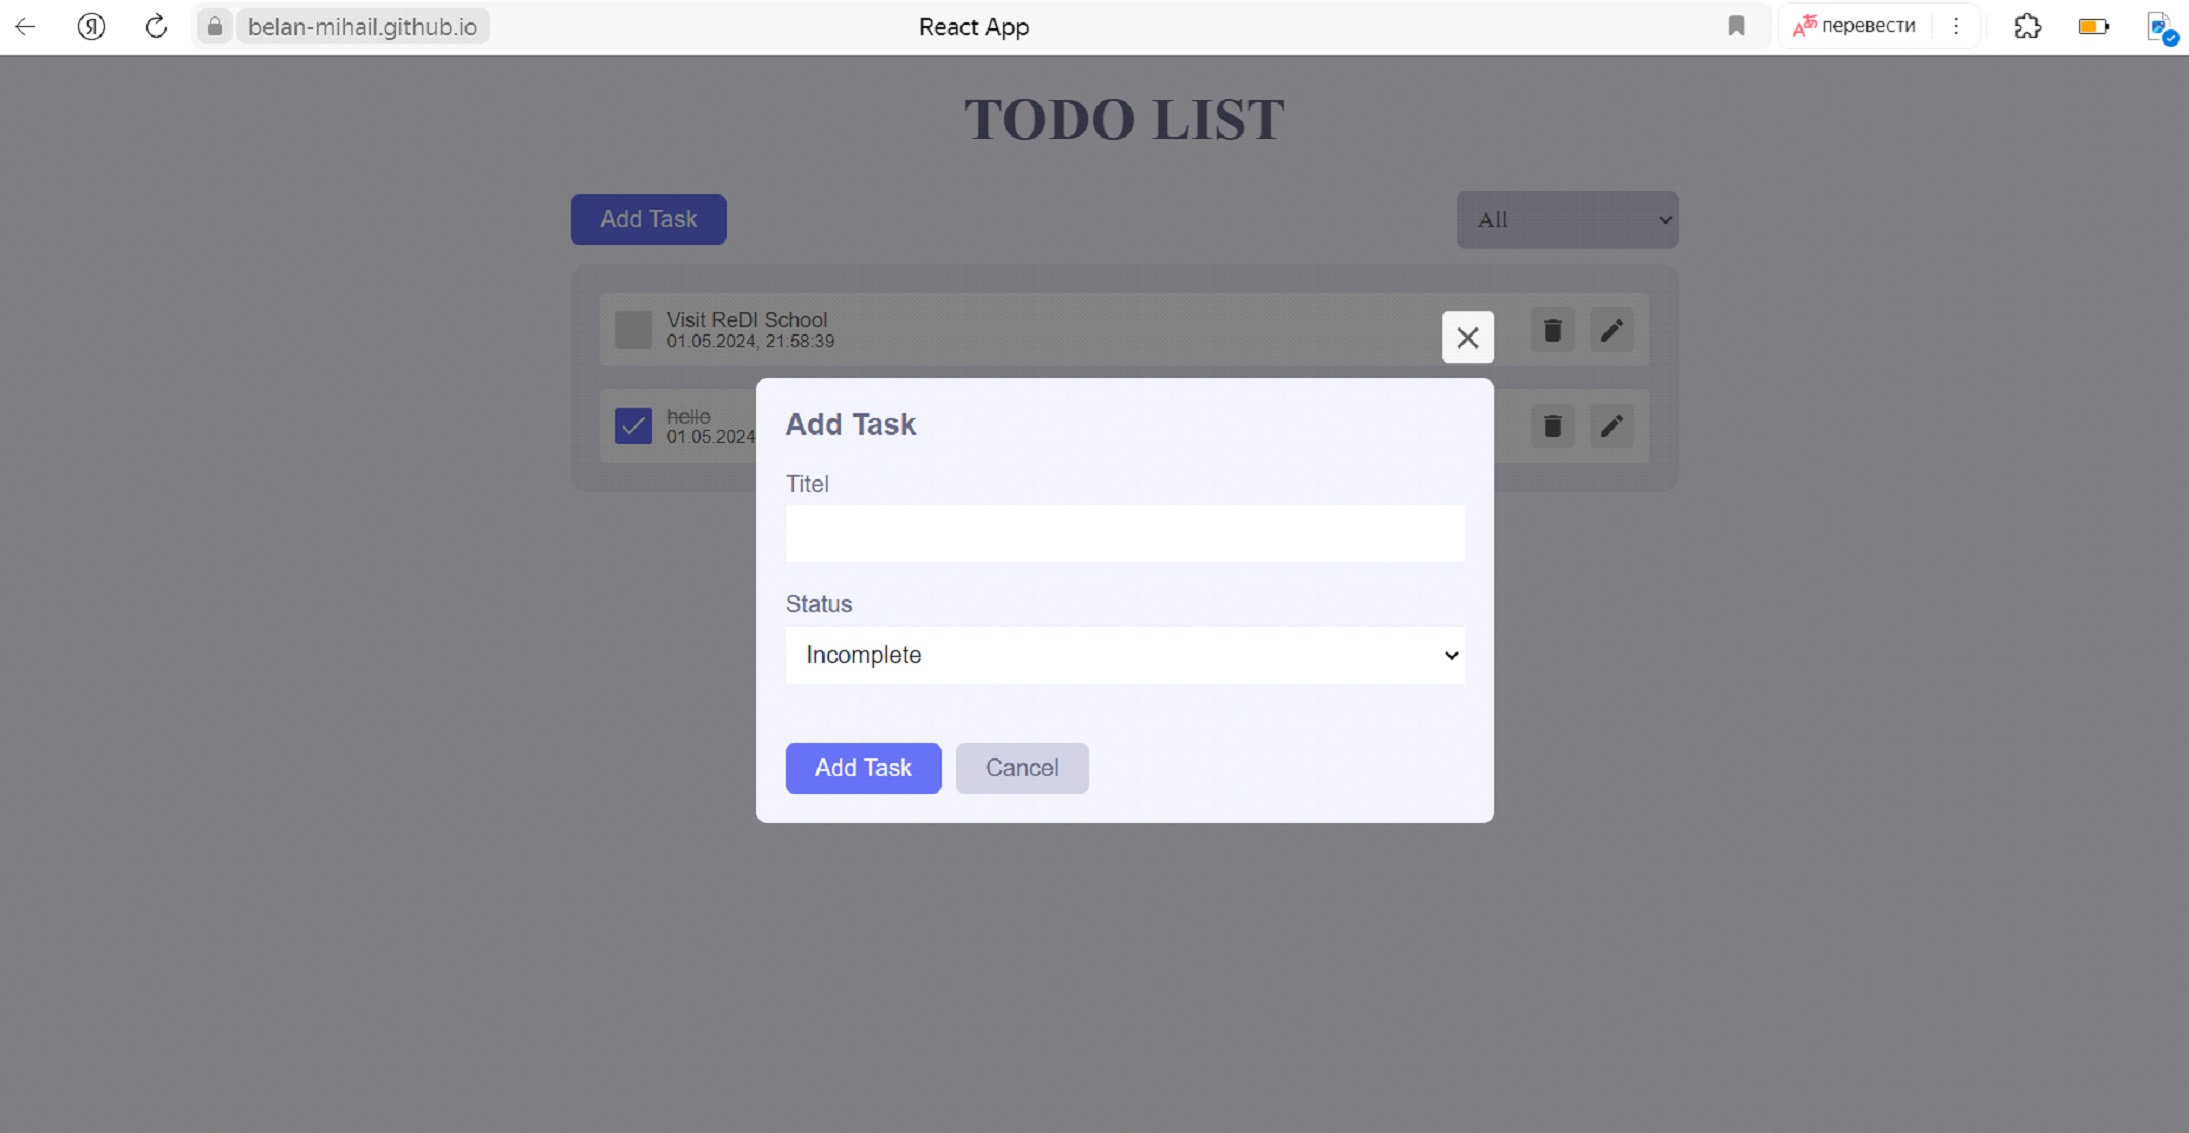 belan-mihail.github.io
React App
перевести
TODO LIST
Add Task
All
Visit ReDI School
01.05.2024, 21:58:39
hello
01.05.2024
Add Task
Titel
Status
Incomplete
Add Task
Cancel